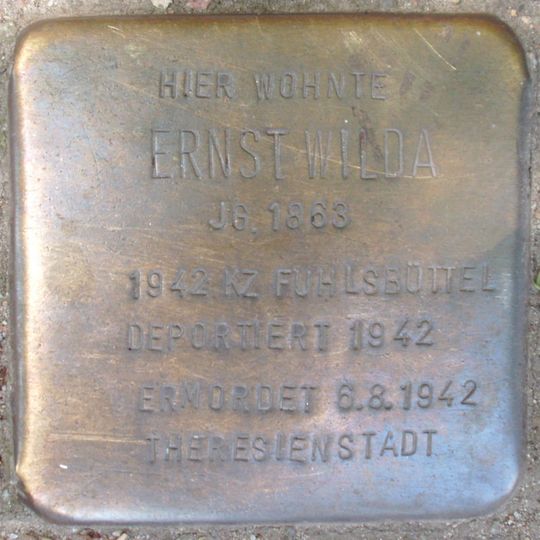 HIER WOHNTE
ERNST WILDA
JG. 1863
1942 KZ FUHLSBÜTTEL
DEPORTIERT 1942
ERMORDET 6.8.1942
THERESIENSTADT